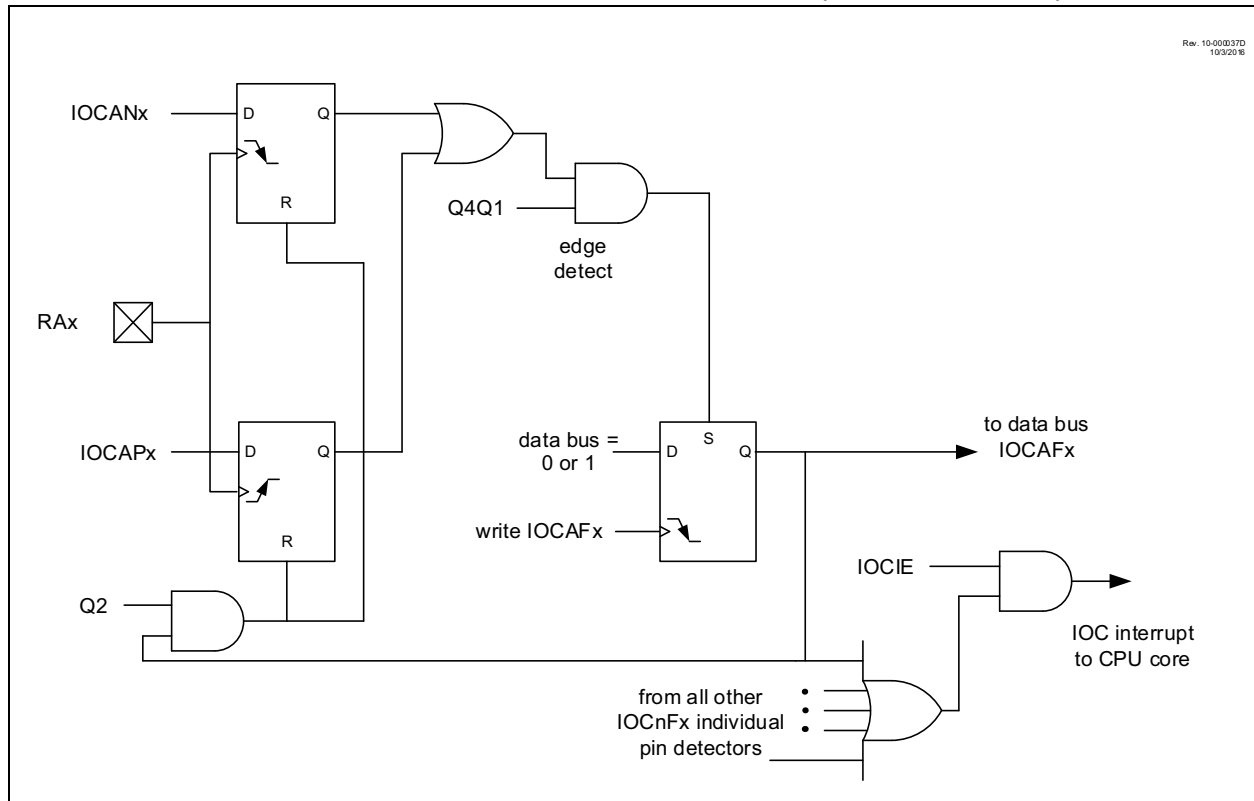 Rev. 10-000037D
10/3/2016
IOCANx
D
Q
R
Q4Q1
edge
detect
RAx
IOCAPx
D
Q
R
data bus =
0 or 1
S
D
Q
to data bus
IOCAFx
write IOCAFx
IOCIE
Q2
IOC interrupt
to CPU core
from all other
IOCnFx individual
pin detectors